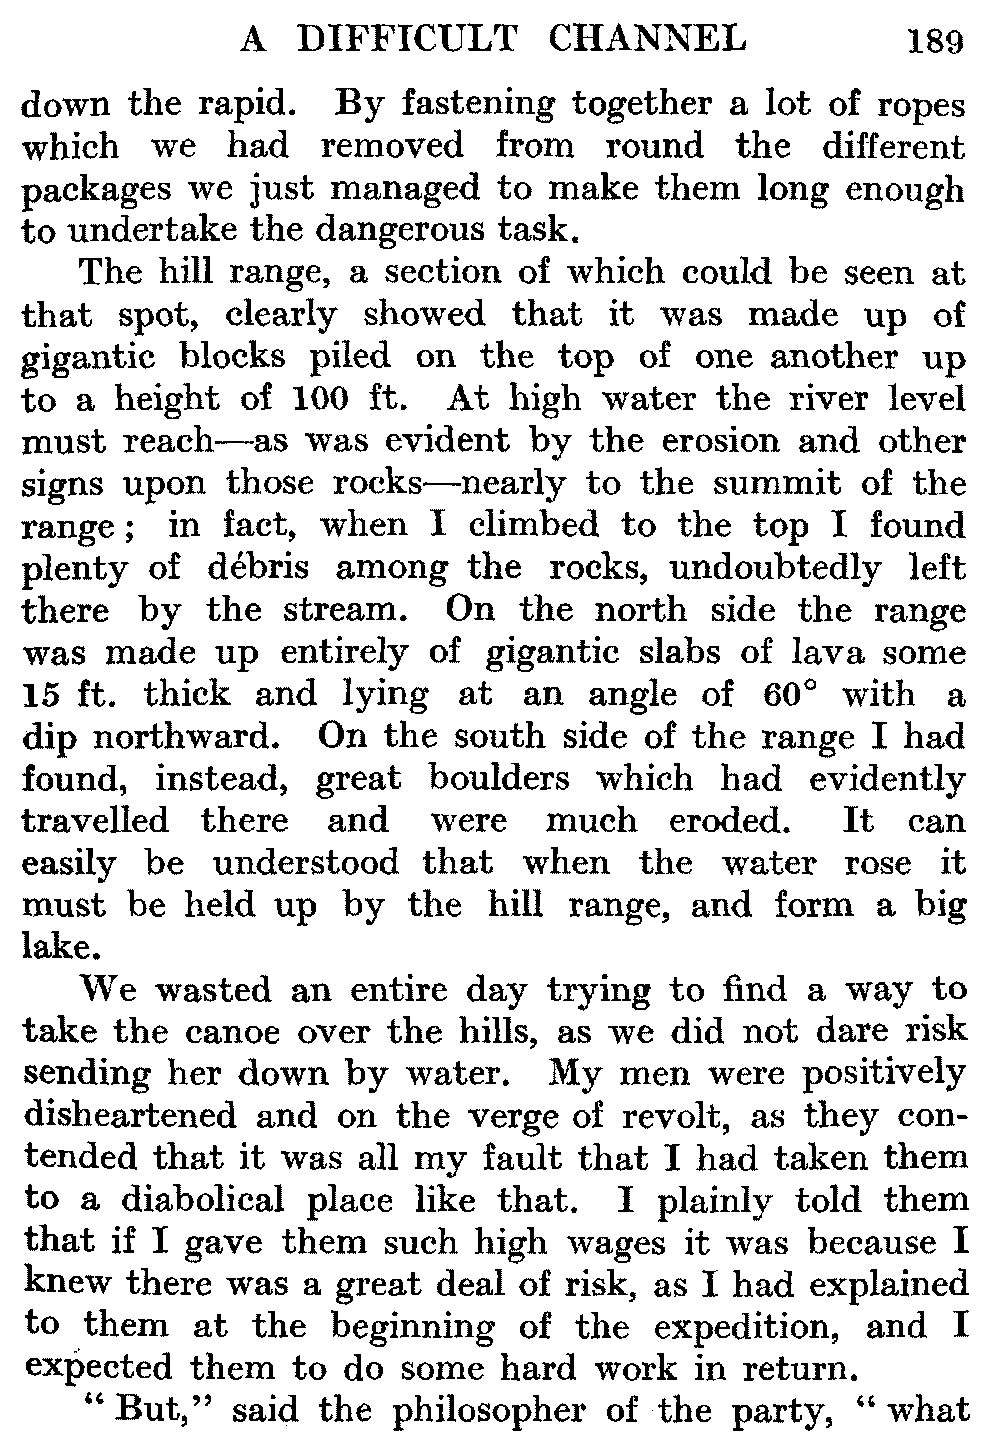 A DIFFICULT CHANNEL 189
down the rapid. By fastening together a lot of ropes
which we had removed from round the different
packages we just managed to make them long enough
to undertake the dangerous task.
The hill range, a section of which could be seen at
that spot, clearly showed that it was made up of
gigantic blocks piled on the top of one another up
to a height of 100 ft. At high water the river level
must reach—as was evident by the erosion and other
signs upon those rocks—nearly to the summit of the
range; in fact, when I climbed to the top I found
plenty of débris among the rocks, undoubtedly left
there by the stream. On the north side the range
was made up entirely of gigantic slabs of lava some
15 ft. thick and lying at an angle of 60° with a
dip northward. On the south side of the range I had
found, instead, great boulders which had evidently
travelled there and were much eroded. It can
easily be understood that when the water rose it
must be held up by the hill range, and form a big
lake.
We wasted an entire day trying to find a way to
take the canoe over the hills, as we did not dare risk
sending her down by water. My men were positively
disheartened and on the verge of revolt, as they con-
tended that it was all my fault that I had taken them
to a diabolical place like that. I plainly told them
that if I gave them such high wages it was because I
knew there was a great deal of risk, as I had explained
to them at the beginning of the expedition, and I
expected them to do some hard work in return.
“But,” said the philosopher of the party, “what